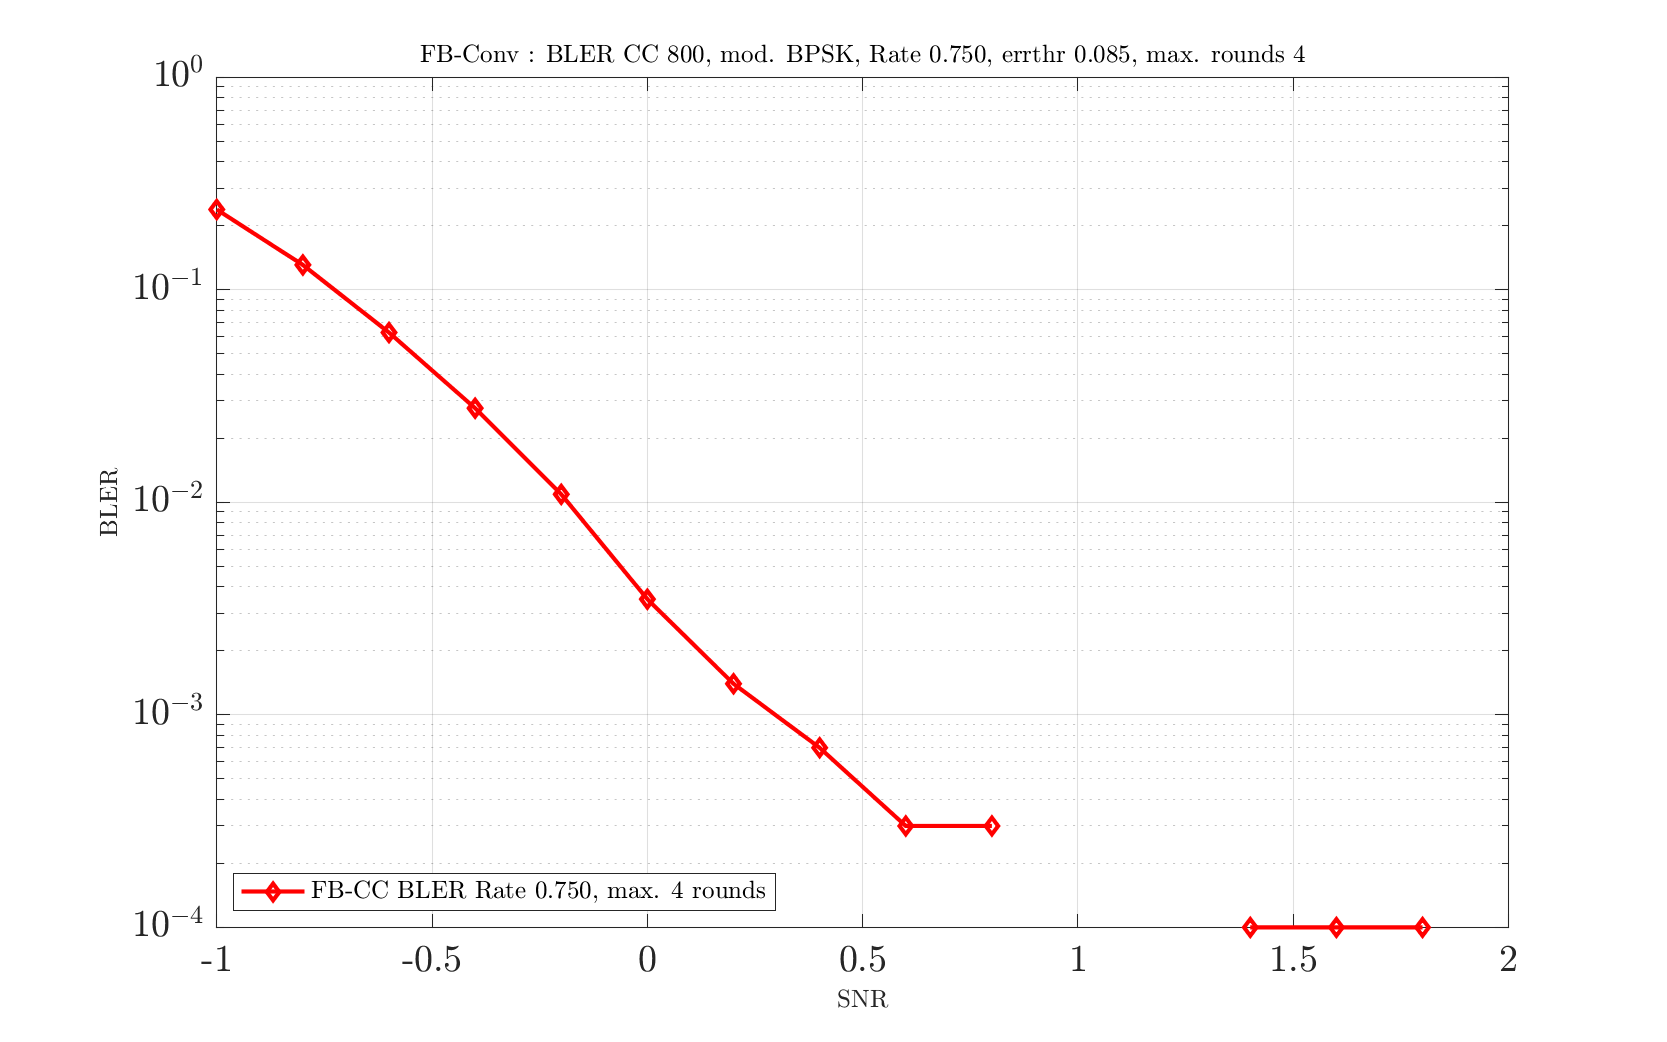 FB-Conv : BLER CC 800, mod. BPSK, Rate 0.750, errthr 0.085, max. rounds 4
10^0
10^{-1}
10^{-2}
10^{-3}
10^{-4}
BLER
FB-CC BLER Rate 0.750, max. 4 rounds
-1 -0.5 0 0.5 1 1.5 2
SNR